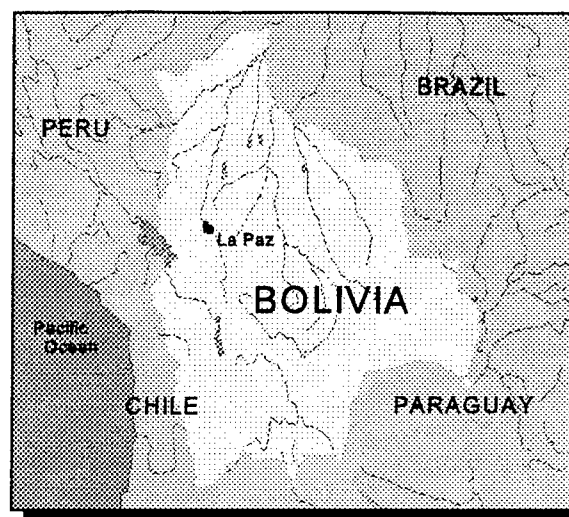 BRAZIL
PERU
La Paz
BOLIVIA
Pacific
Ocean
CHILE
PARAGUAY